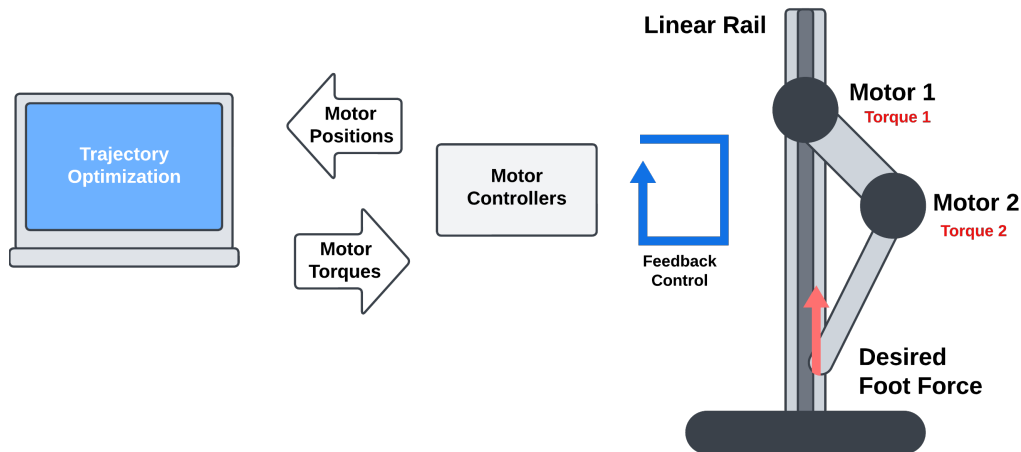 Trajectory
Optimization
Motor
Positions
Motor
Torques
Motor
Controllers
Feedback
Control
Linear Rail
Motor 1
Torque 1
Motor 2
Torque 2
Desired
Foot Force